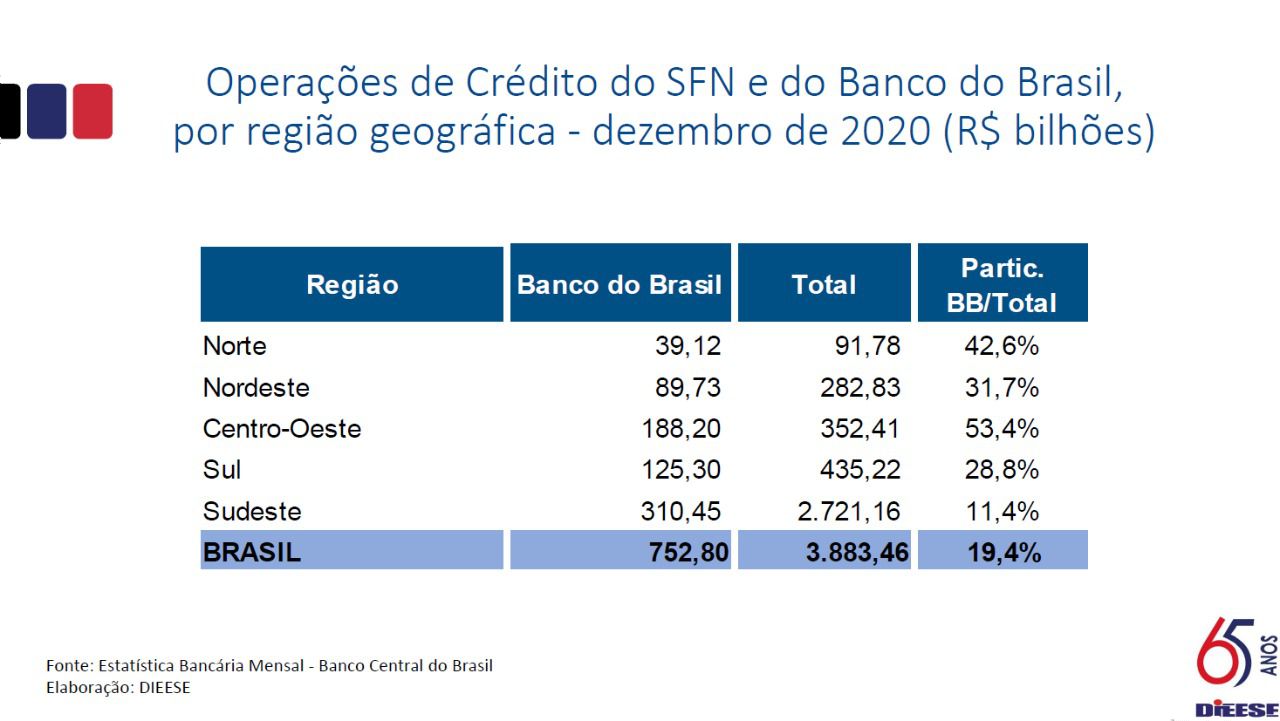 Operações de Crédito do SFN e do Banco do Brasil,
por região geográfica - dezembro de 2020 (R$ bilhões)
Região Banco do Brasil Total Partic. BB/Total
Norte 39,12 91,78 42,6%
Nordeste 89,73 282,83 31,7%
Centro-Oeste 188,20 352,41 53,4%
Sul 125,30 435,22 28,8%
Sudeste 310,45 2.721,16 11,4%
BRASIL 752,80 3.883,46 19,4%
Fonte: Estatística Bancária Mensal - Banco Central do Brasil
Elaboração: DIEESE
65 ANOS
DIEESE